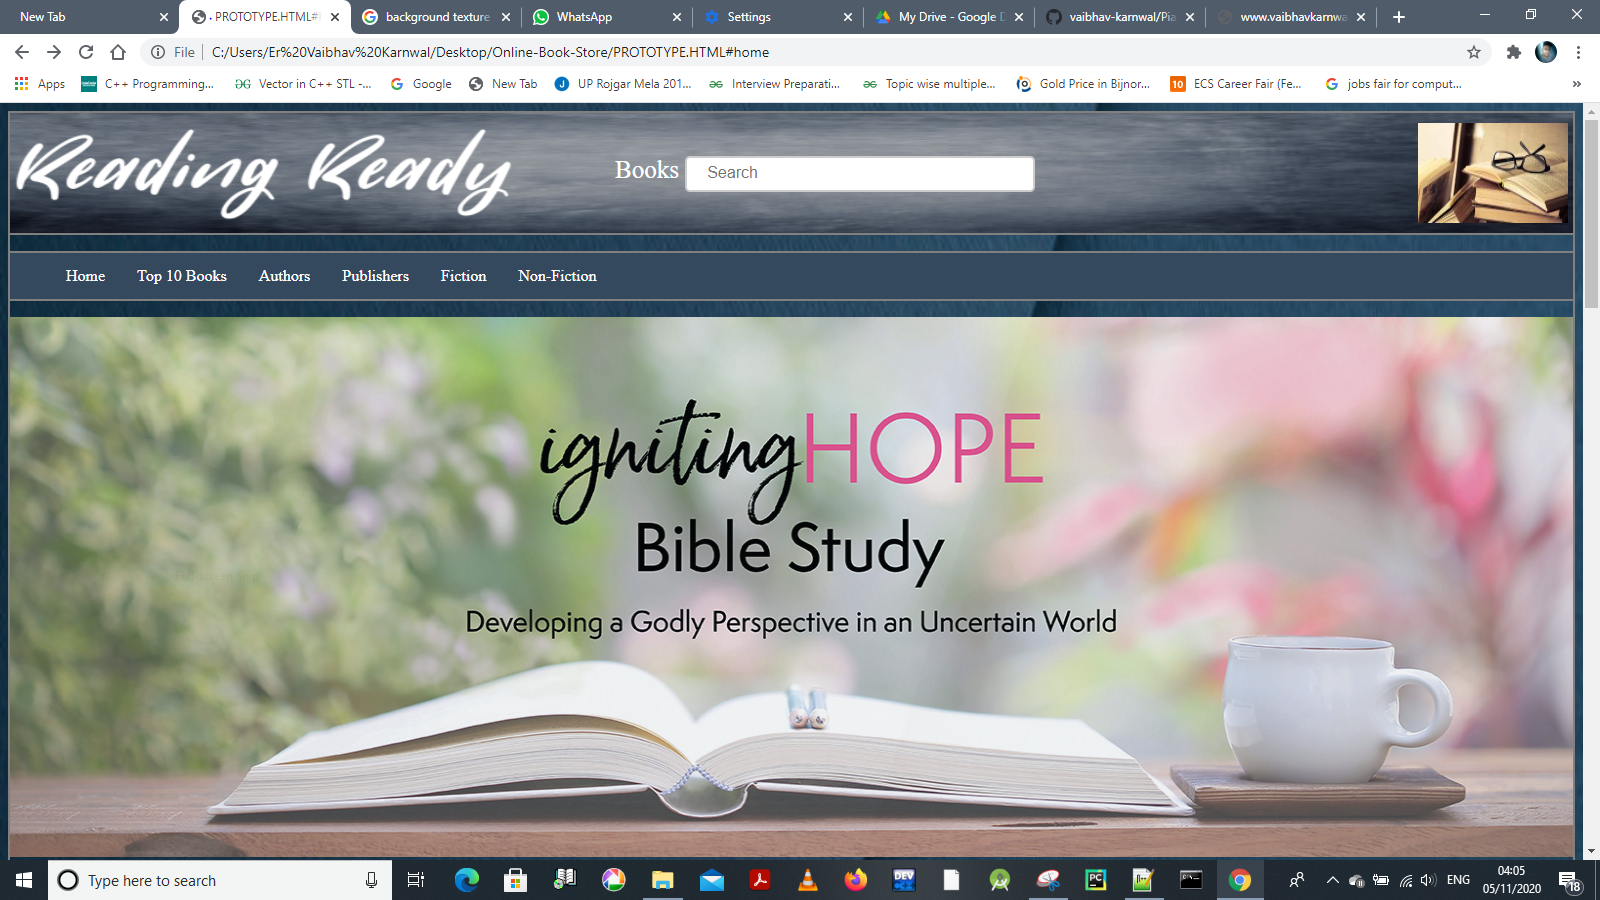 New Tab
PROTOTYPE.HTML#
background texture
WhatsApp
Settings
My Drive - Google D
vaibhav-karnwal/Pia
www.vaibhavkarnwa
File
C:/Users/Er%20Vaibhav%20Karnwal/Desktop/Online-Book-Store/PROTOTYPE.HTML#home
Apps
C++ Programming...
Vector in C++ STL -...
Google
New Tab
UP Rojgar Mela 201...
Interview Preparati...
Topic wise multiple...
Gold Price in Bijnor...
10
ECS Career Fair (Fe...
jobs fair for comput...
Reading Ready
Books
Search
Home
Top 10 Books
Authors
Publishers
Fiction
Non-Fiction
ignitingHOPE
Bible Study
Developing a Godly Perspective in an Uncertain World
Type here to search
DEV
PC
ENG
04:05
05/11/2020
18